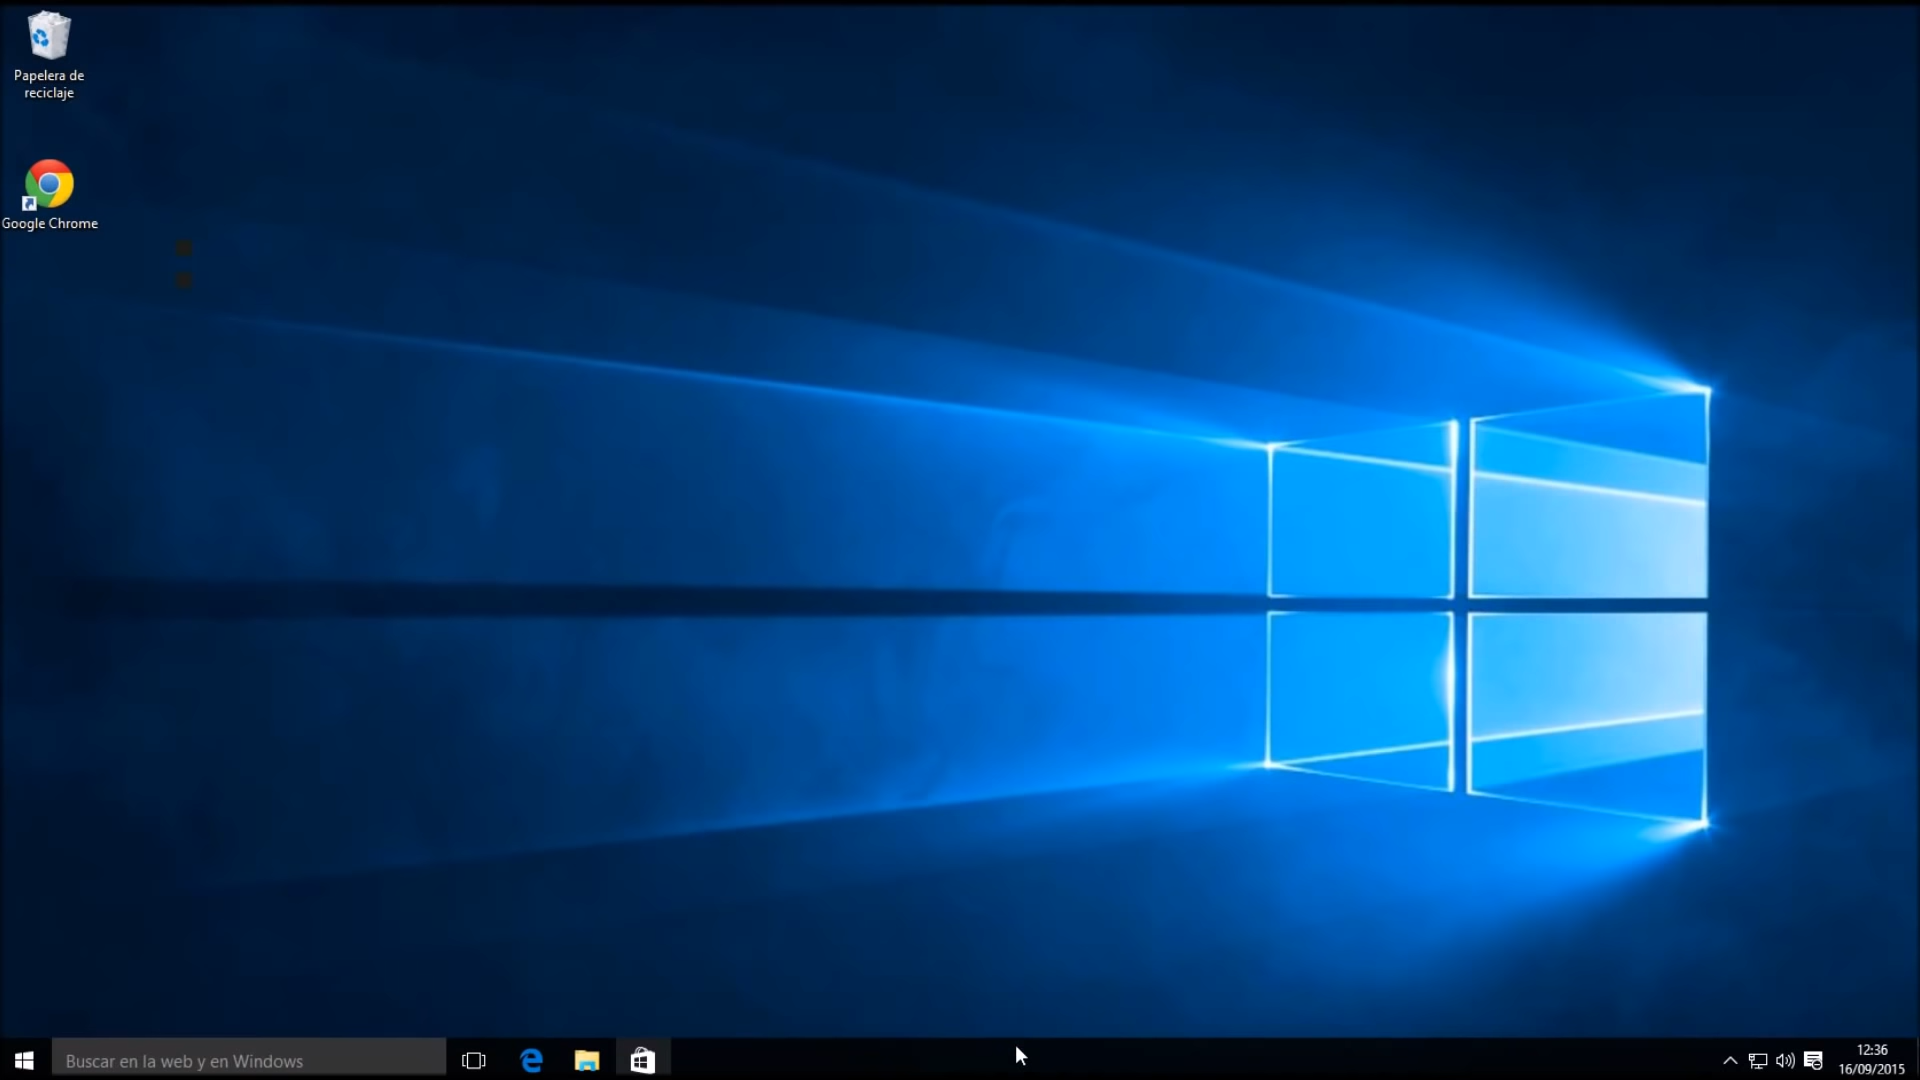 Papelera de
reciclaje
Google Chrome
Buscar en la web y en Windows
12:36
16/09/2015